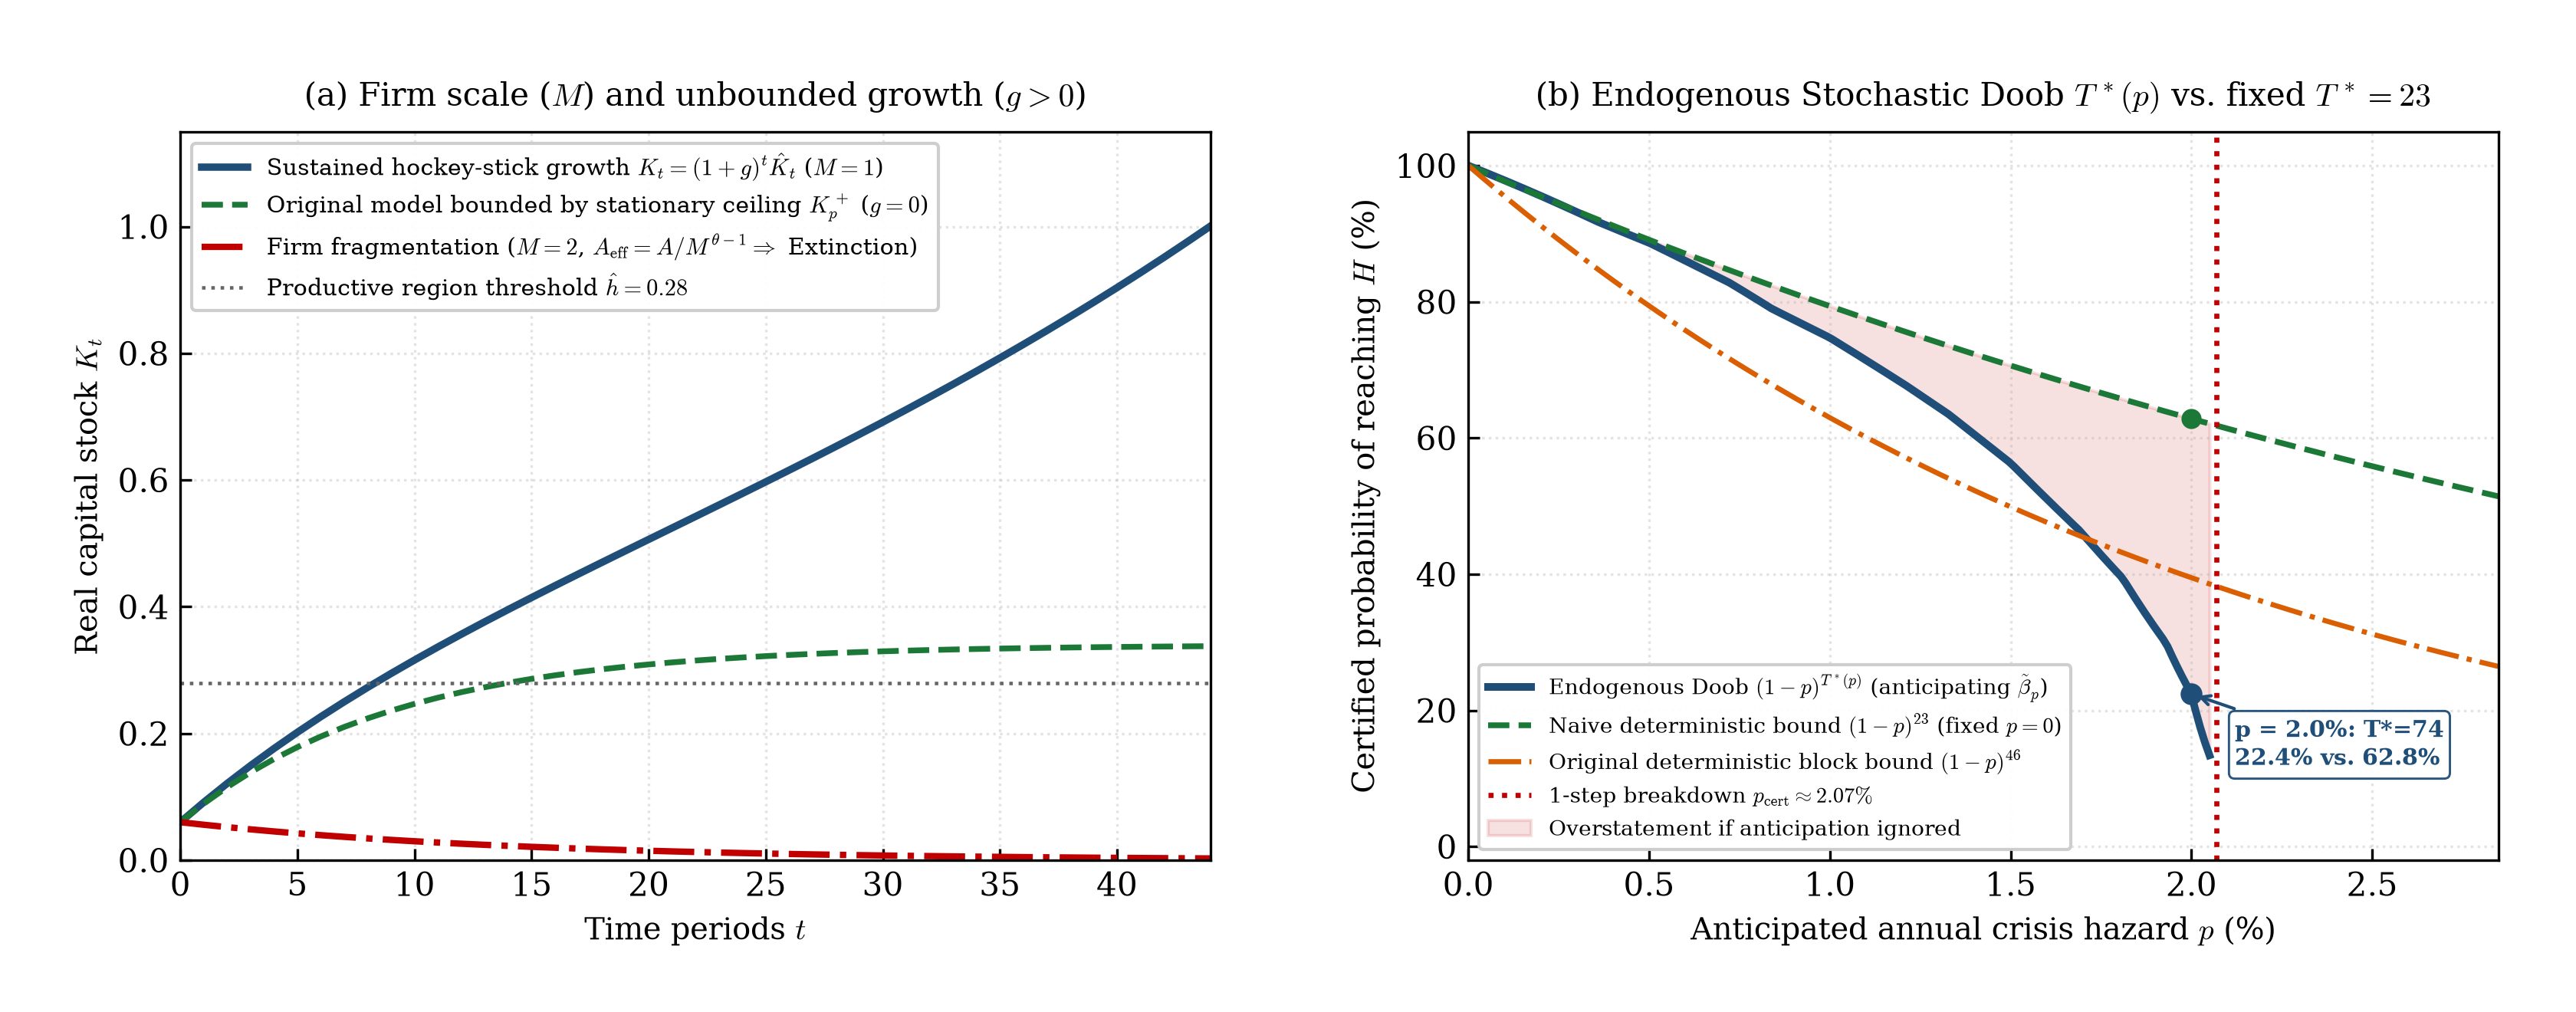 (a) Firm scale (M) and unbounded growth (g > 0)
Sustained hockey-stick growth K_t = (1 + g)^t K̂_t (M = 1)
Original model bounded by stationary ceiling K_p^+ (g = 0)
Firm fragmentation (M = 2, A_eff = A/M^{θ−1} ⇒ Extinction)
Productive region threshold ĥ = 0.28
Real capital stock K_t
1.0
0.8
0.6
0.4
0.2
0.0
0 5 10 15 20 25 30 35 40
Time periods t
(b) Endogenous Stochastic Doob T*(p) vs. fixed T* = 23
Certified probability of reaching H (%)
100
80
60
40
20
0
Endogenous Doob (1 − p)^{T*(p)} (anticipating β̃_p)
Naive deterministic bound (1 − p)^{23} (fixed p = 0)
Original deterministic block bound (1 − p)^{46}
1-step breakdown p_cert ≈ 2.07%
Overstatement if anticipation ignored
p = 2.0%: T*=74
22.4% vs. 62.8%
0.0 0.5 1.0 1.5 2.0 2.5
Anticipated annual crisis hazard p (%)